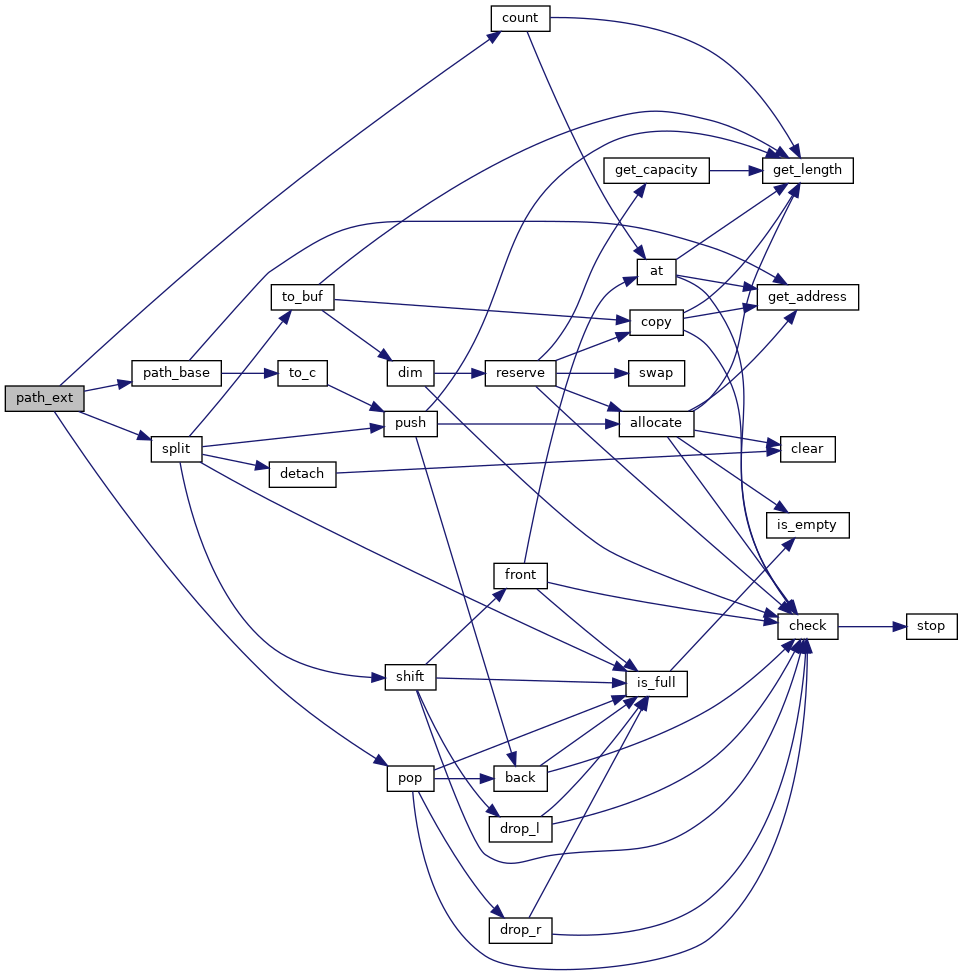 count
get_capacity
get_length
at
to_buf
get_address
copy
path_base
to_c
dim
reserve
swap
path_ext
push
allocate
split
clear
detach
is_empty
front
check
stop
shift
is_full
pop
back
drop_l
drop_r